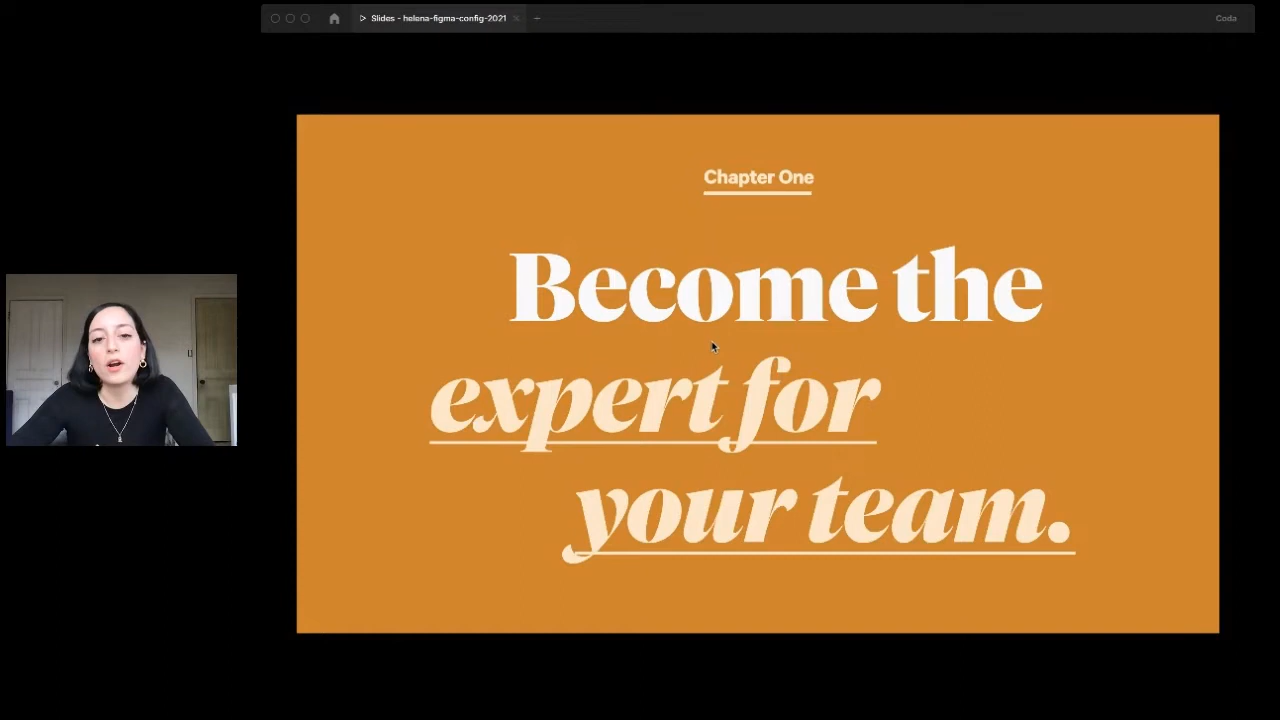 Slides - helena-figma-config-2021
Coda
Chapter One
Become the
expert for
your team.